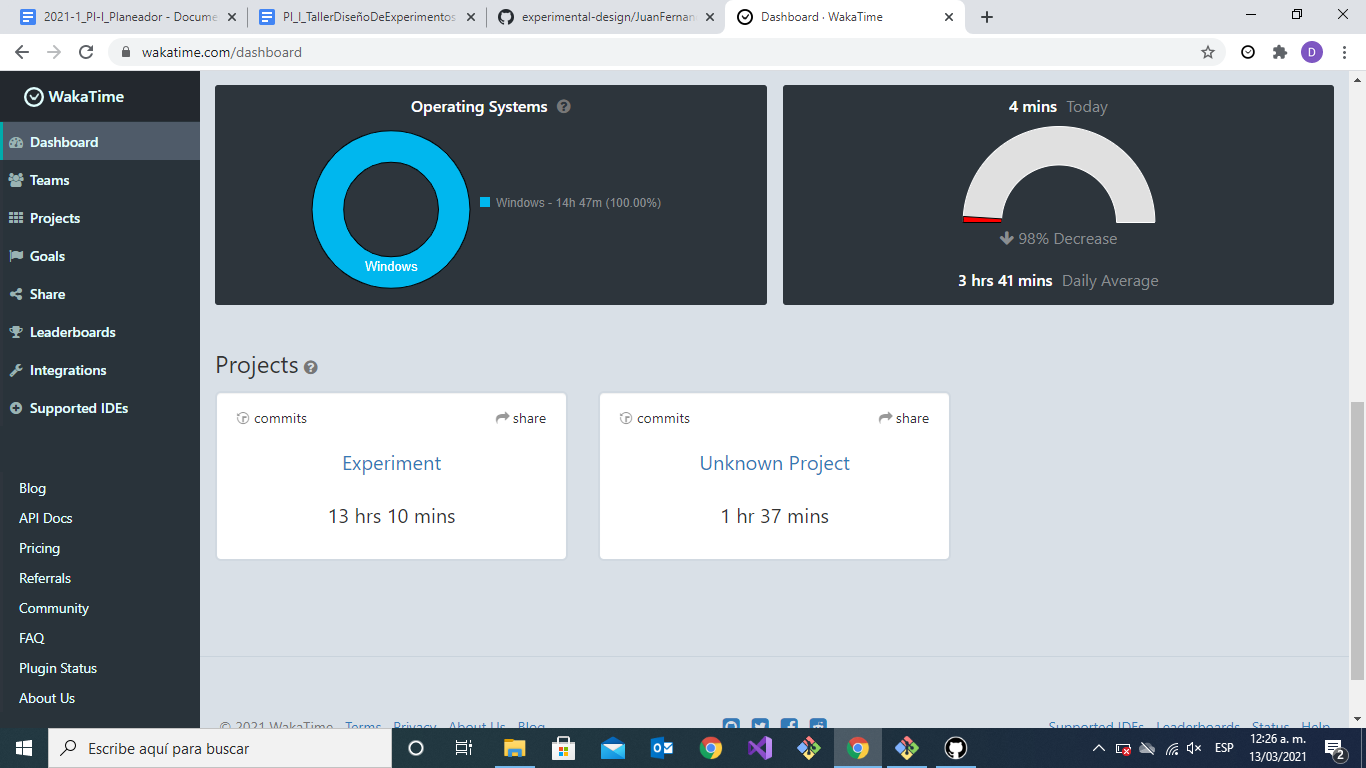 2021-1_PI-I_Planeador - Docume
PI_I_TallerDiseñoDeExperimentos
experimental-design/JuanFernan
Dashboard · WakaTime
wakatime.com/dashboard
D
WakaTime
Dashboard
Teams
Projects
Goals
Share
Leaderboards
Integrations
Supported IDEs
Blog
API Docs
Pricing
Referrals
Community
FAQ
Plugin Status
About Us
Operating Systems ?
Windows - 14h 47m (100.00%)
Windows
4 mins Today
98% Decrease
3 hrs 41 mins Daily Average
Projects ?
commits share
Experiment
13 hrs 10 mins
commits share
Unknown Project
1 hr 37 mins
© 2021 WakaTime Terms Privacy About Us Blog
Supported IDEs Leaderboards Status Help
Escribe aquí para buscar
ESP
12:26 a. m.
13/03/2021
2